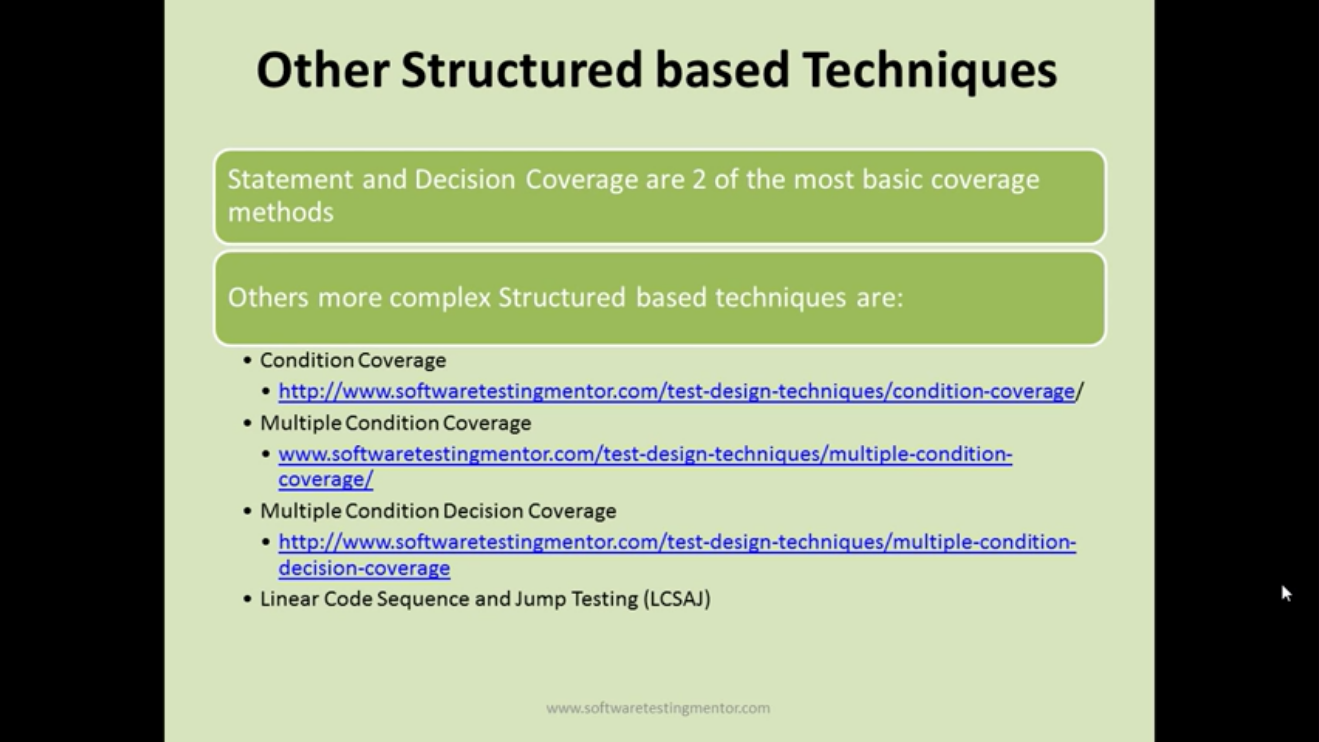 Other Structured based Techniques
Statement and Decision Coverage are 2 of the most basic coverage
methods
Others more complex Structured based techniques are:
• Condition Coverage
• http://www.softwaretestingmentor.com/test-design-techniques/condition-coverage/
• Multiple Condition Coverage
• www.softwaretestingmentor.com/test-design-techniques/multiple-condition-
coverage/
• Multiple Condition Decision Coverage
• http://www.softwaretestingmentor.com/test-design-techniques/multiple-condition-
decision-coverage
• Linear Code Sequence and Jump Testing (LCSAJ)
www.softwaretestingmentor.com